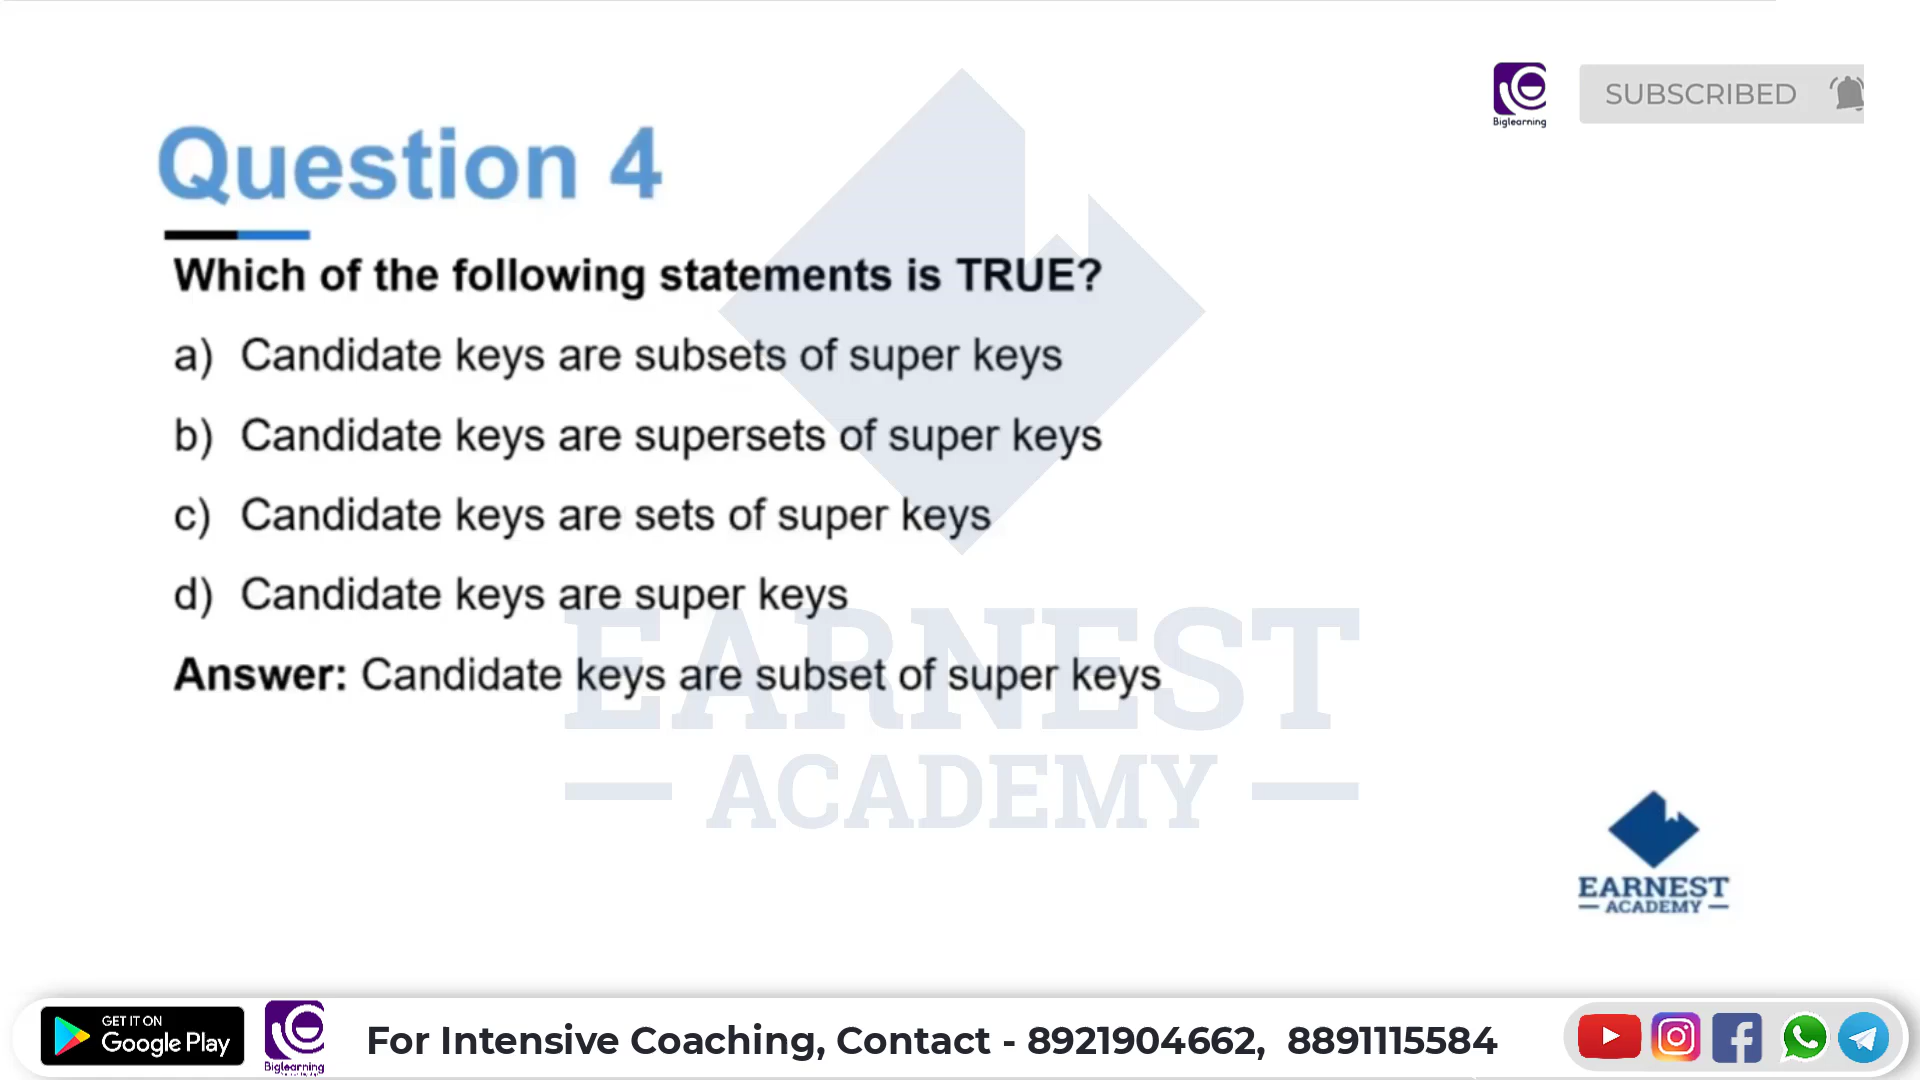 SUBSCRIBED
Biglearning
Question 4
Which of the following statements is TRUE?
a) Candidate keys are subsets of super keys
b) Candidate keys are supersets of super keys
c) Candidate keys are sets of super keys
d) Candidate keys are super keys
Answer: Candidate keys are subset of super keys
EARNEST
ACADEMY
EARNEST
ACADEMY
GET IT ON
Google Play
Biglearning
For Intensive Coaching, Contact - 8921904662, 8891115584